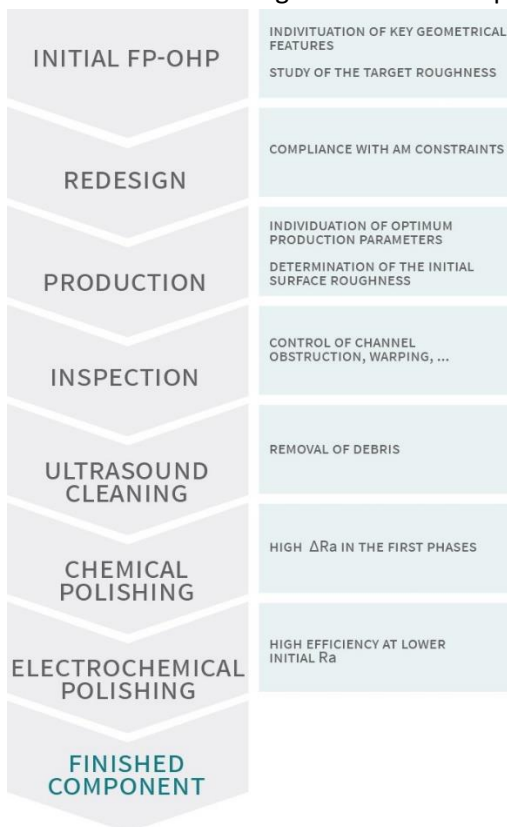 INITIAL FP-OHP
INDIVITUATION OF KEY GEOMETRICAL
FEATURES
STUDY OF THE TARGET ROUGHNESS
REDESIGN
COMPLIANCE WITH AM CONSTRAINTS
PRODUCTION
INDIVIDUATION OF OPTIMUM
PRODUCTION PARAMETERS
DETERMINATION OF THE INITIAL
SURFACE ROUGHNESS
INSPECTION
CONTROL OF CHANNEL
OBSTRUCTION, WARPING, ...
ULTRASOUND
CLEANING
REMOVAL OF DEBRIS
CHEMICAL
POLISHING
HIGH ΔRa IN THE FIRST PHASES
ELECTROCHEMICAL
POLISHING
HIGH EFFICIENCY AT LOWER
INITIAL Ra
FINISHED
COMPONENT